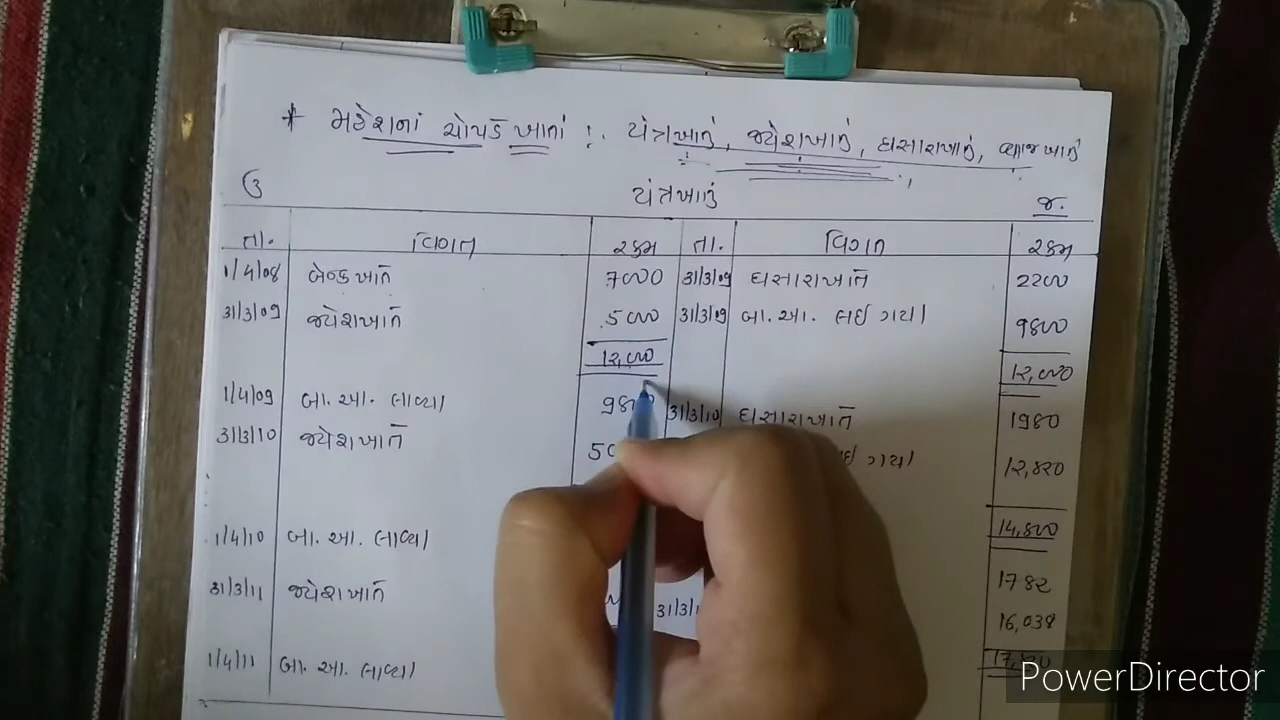 * મહેશનાં ચોપડે ખાતાં : યંત્રખાતું, જયેશખાતું, ઘસારાખાતું, વ્યાજ ખાતું
ઉ યંત્રખાતું જ.
તા. વિગત રકમ તા. વિગત રકમ
1/4/08 બેન્ક ખાતે 7000 31/3/09 ઘસારાખાતે 2200
31/3/09 જયેશખાતે 5000 31/3/09 બા. આ. લઈ ગયા 9800
12,000 12,000
1/4/09 બા. આ. લાવ્યા 31/3/10 ઘસારાખાતે 1980
31/3/10 જયેશખાતે ગયા 12,820
14,800
1/4/10 બા. આ. લાવ્યા 1782
31/3/11 જયેશખાતે 16,038
1/4/11 બા. આ. લાવ્યા
PowerDirector